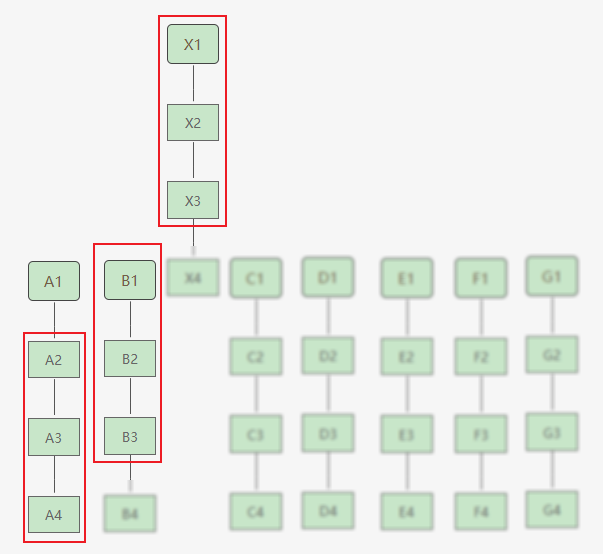 X1
X2
X3
A1 B1 X4 C1 D1 E1 F1 G1
A2 B2 C2 D2 E2 F2 G2
A3 B3 C3 D3 E3 F3 G3
A4 B4 C4 D4 E4 F4 G4